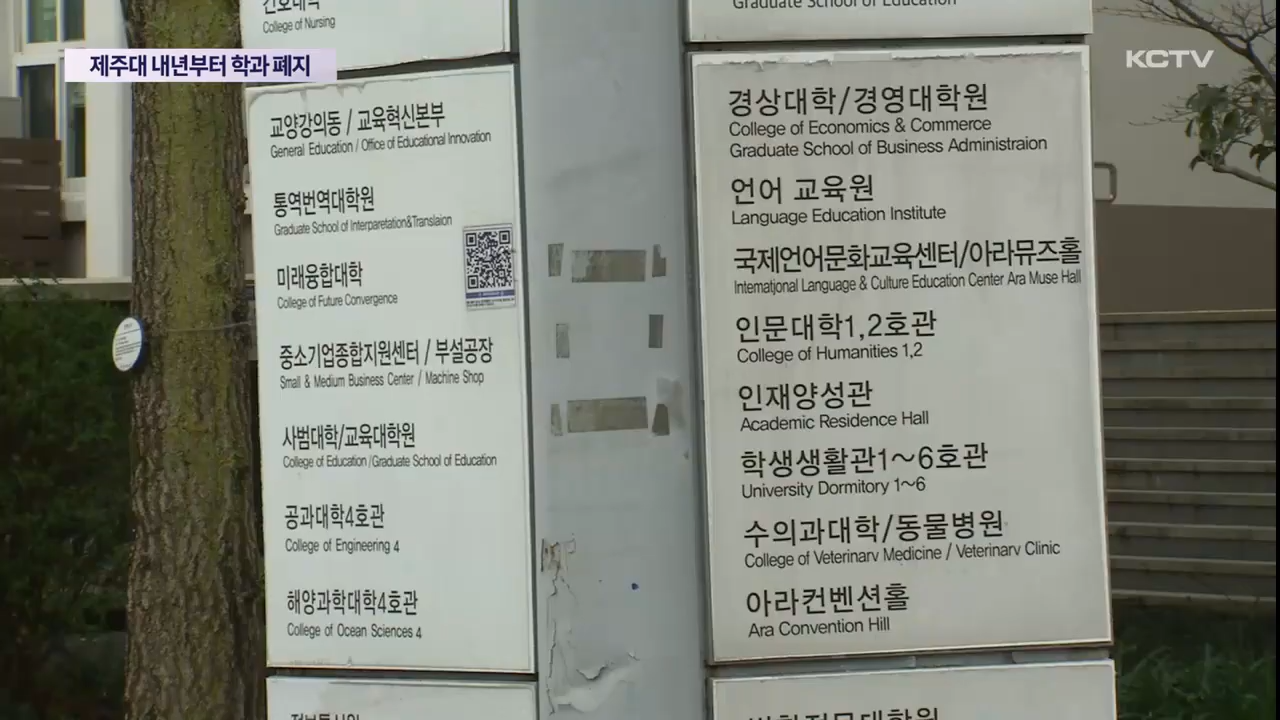 제주대 내년부터 학과 폐지
KCTV
간호대학
College of Nursing
교양강의동 / 교육혁신본부
General Education / Office of Educational Innovation
통역번역대학원
Graduate School of Interparetation&Translaion
미래융합대학
College of Future Convergence
중소기업종합지원센터 / 부설공장
Small & Medium Business Center / Machine Shop
사범대학/교육대학원
College of Education /Graduate School of Education
공과대학4호관
College of Engineering 4
해양과학대학4호관
College of Ocean Sciences 4
Graduate School of Education
경상대학/경영대학원
College of Economics & Commerce
Graduate School of Business Administraion
언어 교육원
Language Education Institute
국제언어문화교육센터/아라뮤즈홀
Internatjonal Language & Culture Education Center Ara Muse Hall
인문대학1,2호관
College of Humanities 1,2
인재양성관
Academic Residence Hall
학생생활관1~6호관
University Dormitory 1~6
수의과대학/동물병원
College of Veterinarv Medicine / Veterinarv Clinic
아라컨벤션홀
Ara Convention Hill